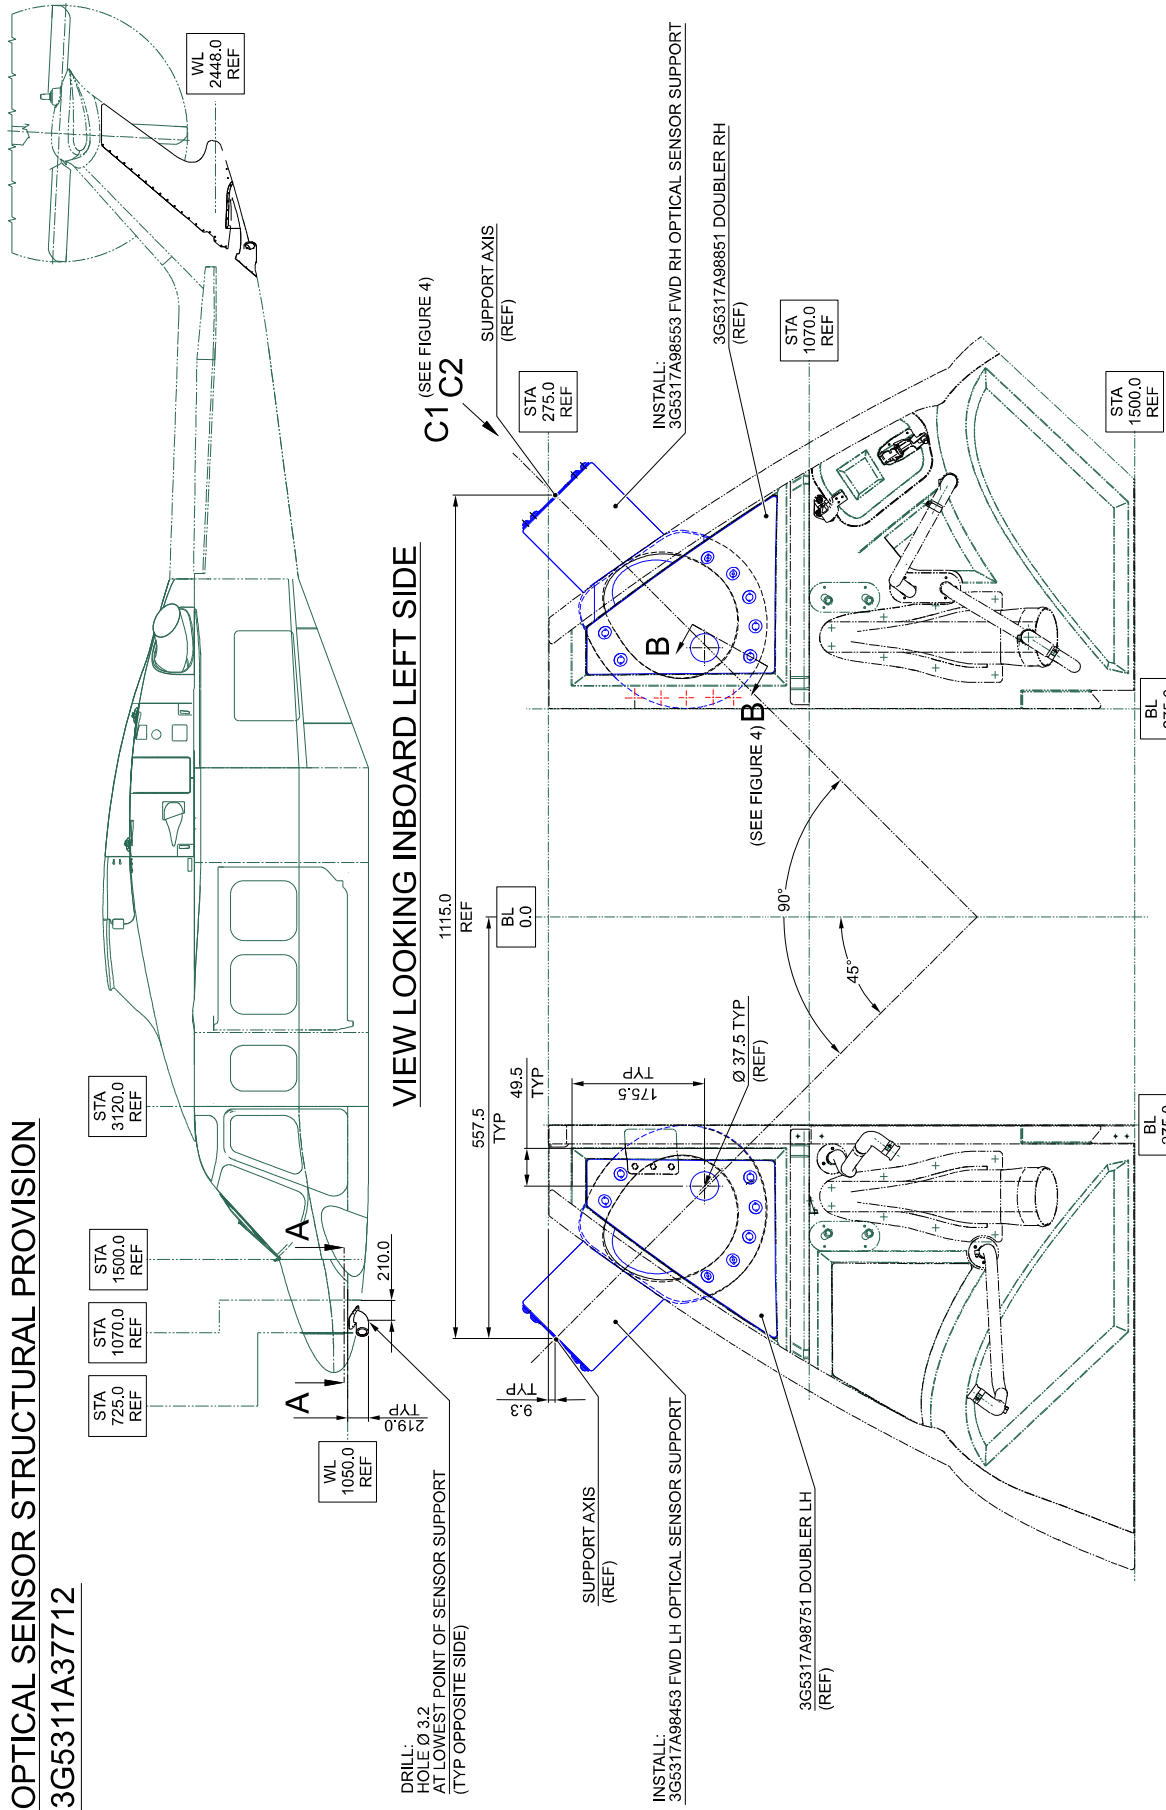 OPTICAL SENSOR STRUCTURAL PROVISION
3G5311A37712
STA
725.0
REF
STA
1070.0
REF
STA
1500.0
REF
STA
3120.0
REF
WL
2448.0
REF
A
A
WL
1050.0
REF
219.0
TYP
210.0
DRILL:
HOLE Ø 3.2
AT LOWEST POINT OF SENSOR SUPPORT
(TYP OPPOSITE SIDE)
VIEW LOOKING INBOARD LEFT SIDE
C1 (SEE FIGURE 4)
C2
1115.0
REF
557.5
TYP
BL
0.0
SUPPORT AXIS
(REF)
STA
275.0
REF
49.5
TYP
175.5
TYP
9.3
TYP
SUPPORT AXIS
(REF)
INSTALL:
3G5317A98453 FWD LH OPTICAL SENSOR SUPPORT
INSTALL:
3G5317A98553 FWD RH OPTICAL SENSOR SUPPORT
3G5317A98851 DOUBLER RH
(REF)
Ø 37.5 TYP
(REF)
B
B
(SEE FIGURE 4)
90°
45°
STA
1070.0
REF
3G5317A98751 DOUBLER LH
(REF)
STA
1500.0
REF
BL
BL